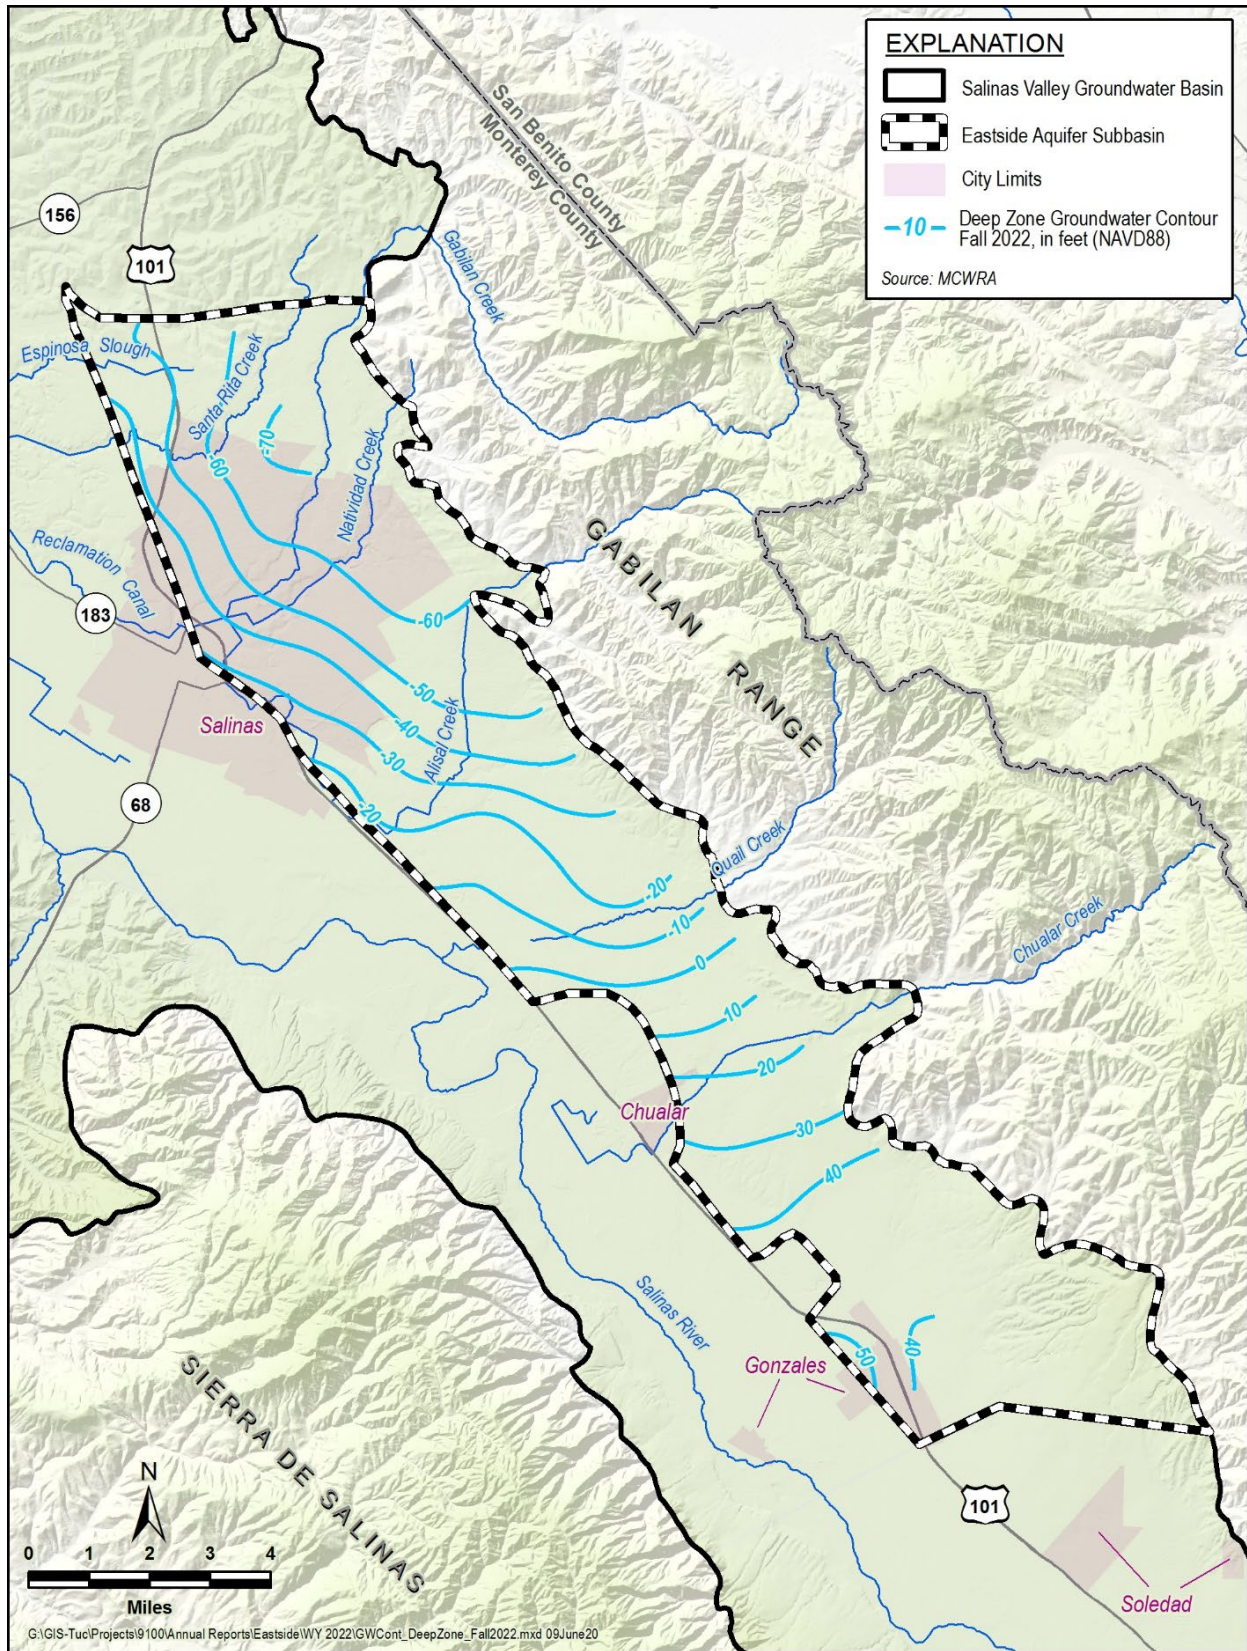 EXPLANATION
Salinas Valley Groundwater Basin
Eastside Aquifer Subbasin
City Limits
-10 Deep Zone Groundwater Contour
Fall 2022, in feet (NAVD88)
Source: MCWRA
San Benito County
Monterey County
156
101
Gabilan Creek
Espinosa Slough
Santa Rita Creek
-70
-60
Natividad Creek
Reclamation Canal
183
GABILAN RANGE
-60
-50
Salinas
-40
Alisal Creek
-30
68
-20
Quail Creek
-20
-10
Chualar Creek
0
10
20
Chualar
30
40
Salinas River
50
40
Gonzales
SIERRA DE SALINAS
N
101
0 1 2 3 4
Miles
Soledad
G:\GIS-Tuc\Projects\9100\Annual Reports\Eastside\WY 2022\GWCont_DeepZone_Fall2022.mxd 09June20